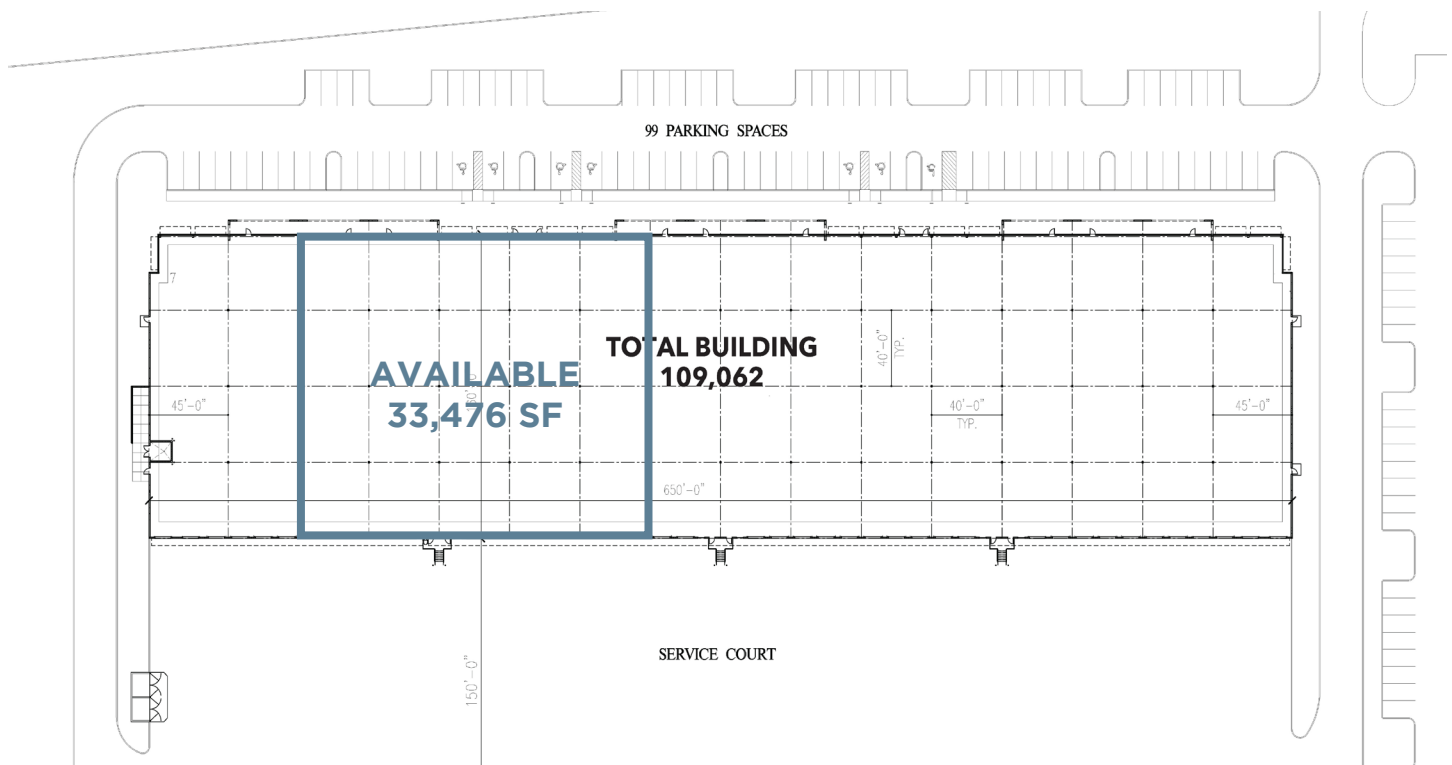 99 PARKING SPACES
7
TOTAL BUILDING
109,062
40'-0"
TYP.
AVAILABLE
33,476 SF
45'-0"
40'-0"
TYP.
45'-0"
650'-0"
SERVICE COURT
150'-0"